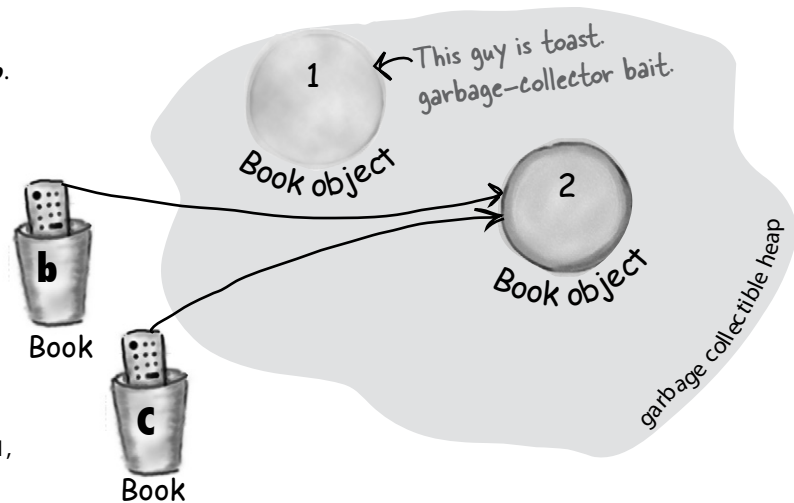 .
1
This guy is toast.
garbage-collector bait.
Book object
2
Book object
b
Book
c
Book
garbage collectible heap